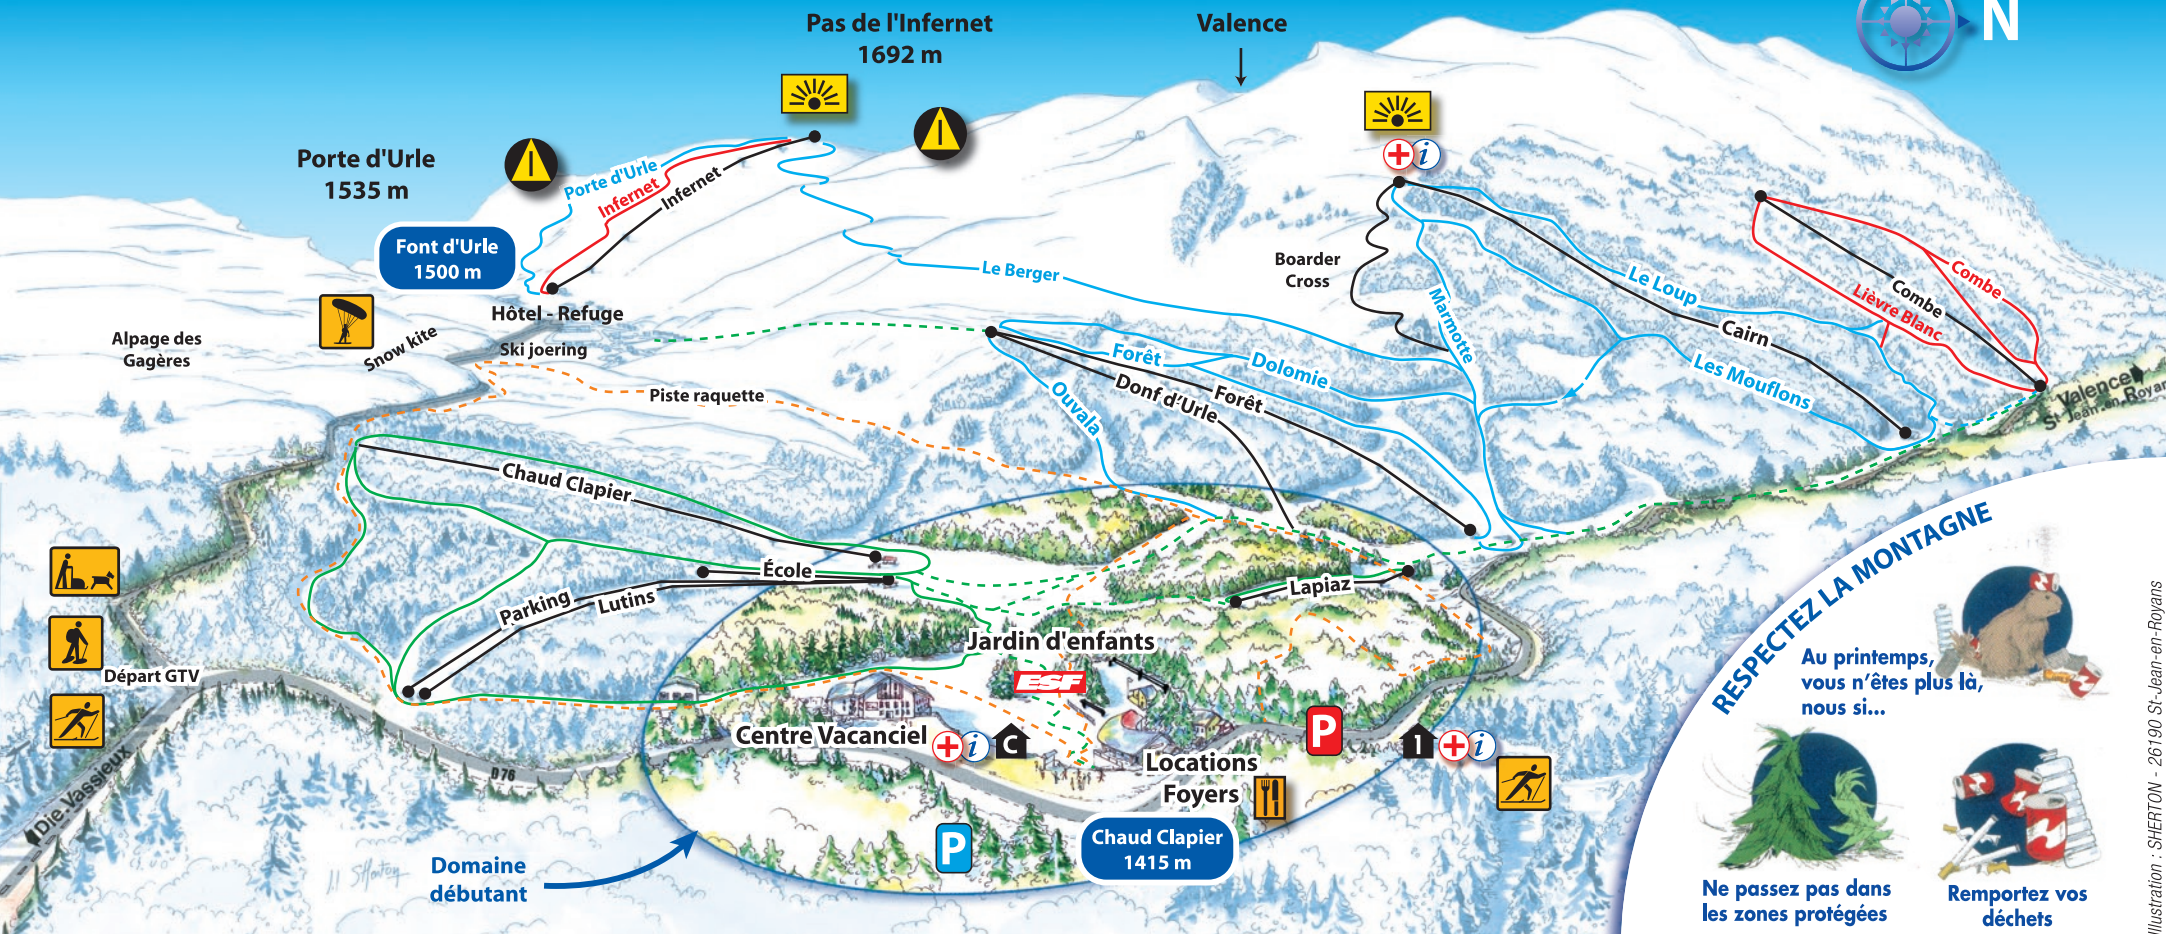 Pas de l'Infernet
1692 m
Valence
N
Porte d'Urle
1535 m
Porte d'Urle
Infernet
Infernet
Font d'Urle
1500 m
Hôtel - Refuge
Ski joering
Snow kite
Alpage des
Gagères
Piste raquette
Le Berger
Boarder
Cross
Marmotte
Le Loup
Cairn
Les Mouflons
Combe
Combe
Lièvre Blanc
Valence
St Jean-en-Royans
Forêt
Dolomie
Forêt
Donf d'Urle
Ouvala
Chaud Clapier
École
Parking
Lutins
Lapiaz
Jardin d'enfants
ESF
Départ GTV
Centre Vacanciel
i
C
P
1
i
i
Locations
Foyers
D 76
Die-Vassieux
P
Chaud Clapier
1415 m
Domaine
débutant
RESPECTEZ LA MONTAGNE
Au printemps,
vous n'êtes plus là,
nous si...
Ne passez pas dans
les zones protégées
Remportez vos
déchets
Illustration : SHERTON - 26190 St-Jean-en-Royans